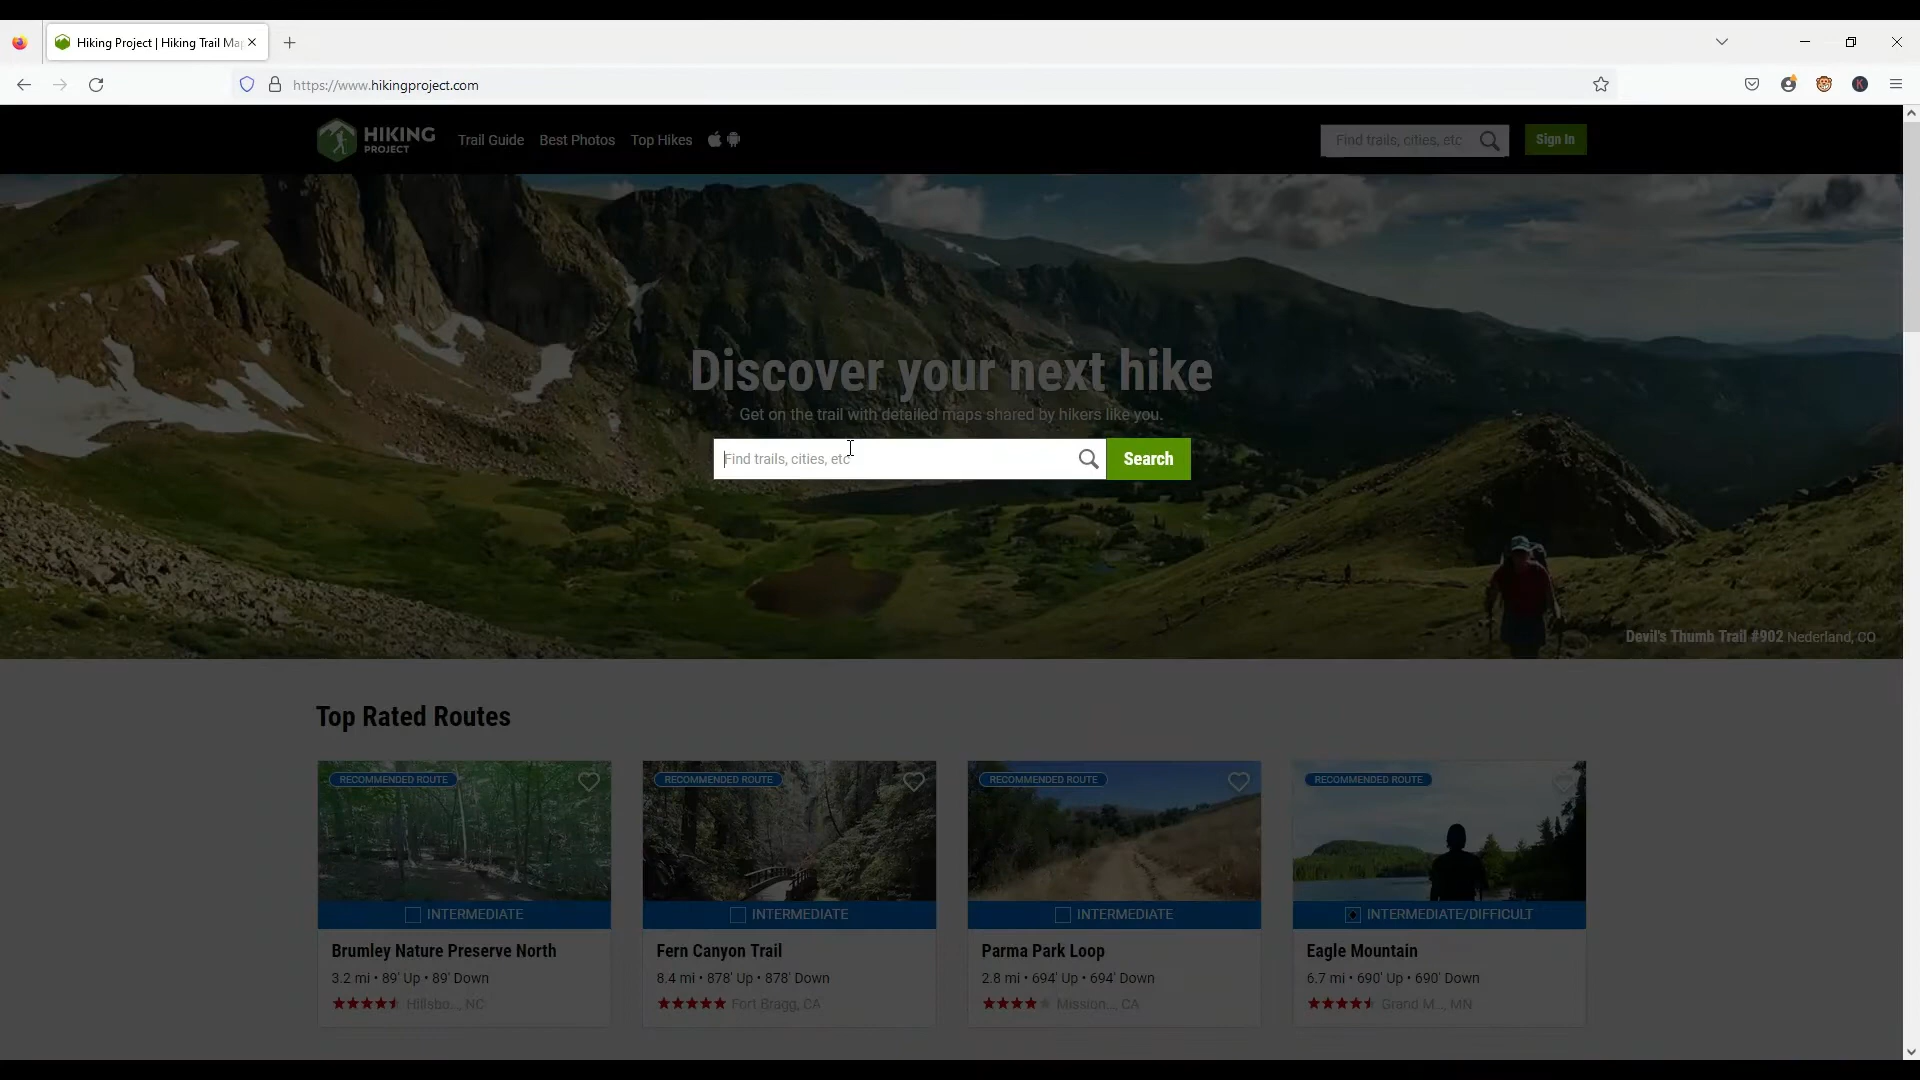 Hiking Project | Hiking Trail Ma
https://www.hikingproject.com
HIKING
PROJECT
Trail Guide
Best Photos
Top Hikes
Find trails, cities, etc
Sign In
Discover your next hike
Get on the trail with detailed maps shared by hikers like you.
Find trails, cities, etc
Search
Devil's Thumb Trail #902 Nederland, CO
Top Rated Routes
RECOMMENDED ROUTE
INTERMEDIATE
Brumley Nature Preserve North
3.2 mi • 89' Up • 89' Down
Hillsbo..., NC
RECOMMENDED ROUTE
INTERMEDIATE
Fern Canyon Trail
8.4 mi • 878' Up • 878' Down
Fort Bragg, CA
RECOMMENDED ROUTE
INTERMEDIATE
Parma Park Loop
2.8 mi • 694' Up • 694' Down
Mission..., CA
RECOMMENDED ROUTE
INTERMEDIATE/DIFFICULT
Eagle Mountain
6.7 mi • 690' Up • 690' Down
Grand M..., MN